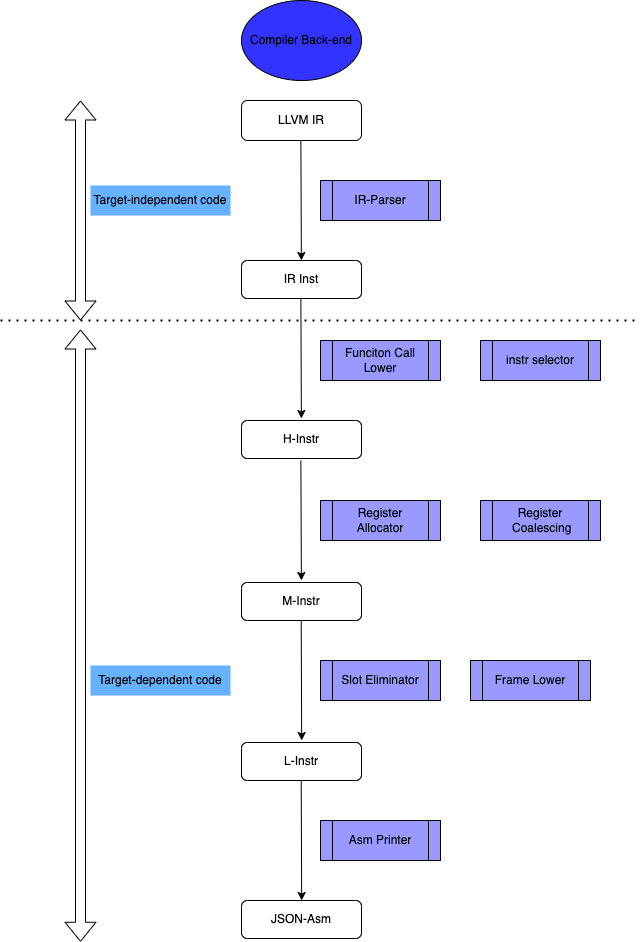 Compiler Back-end
LLVM IR
Target-independent code
IR-Parser
IR Inst
Funciton Call
Lower
instr selector
H-Instr
Register
Allocator
Register
Coalescing
M-Instr
Target-dependent code
Slot Eliminator
Frame Lower
L-Instr
Asm Printer
JSON-Asm